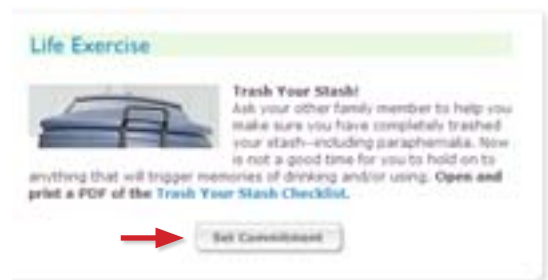 Life Exercise
Trash Your Stash!
Ask your other family member to help you
make sure you have completely trashed
your stash—including paraphernalia. Now
is not a good time for you to hold on to
anything that will trigger memories of drinking and/or using. Open and
print a PDF of the Trash Your Stash Checklist.
Set Commitment